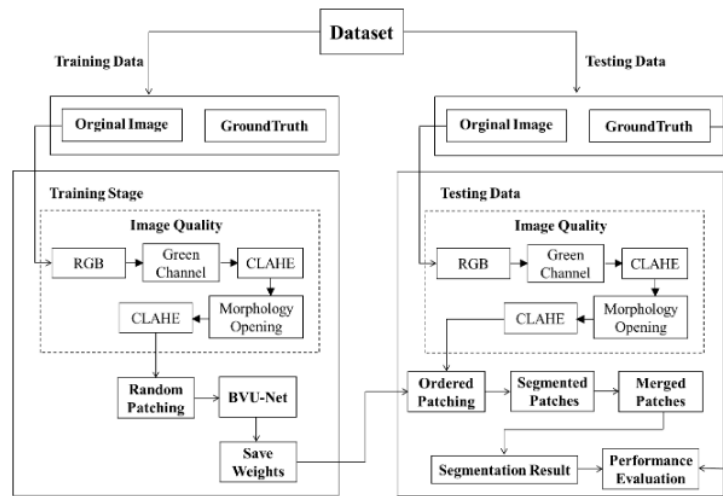 Dataset
Training Data
Testing Data
Orginal Image
GroundTruth
Orginal Image
GroundTruth
Training Stage
Image Quality
RGB
Green
Channel
CLAHE
CLAHE
Morphology
Opening
Random
Patching
BVU-Net
Save
Weights
Testing Data
Image Quality
RGB
Green
Channel
CLAHE
CLAHE
Morphology
Opening
Ordered
Patching
Segmented
Patches
Merged
Patches
Segmentation Result
Performance
Evaluation